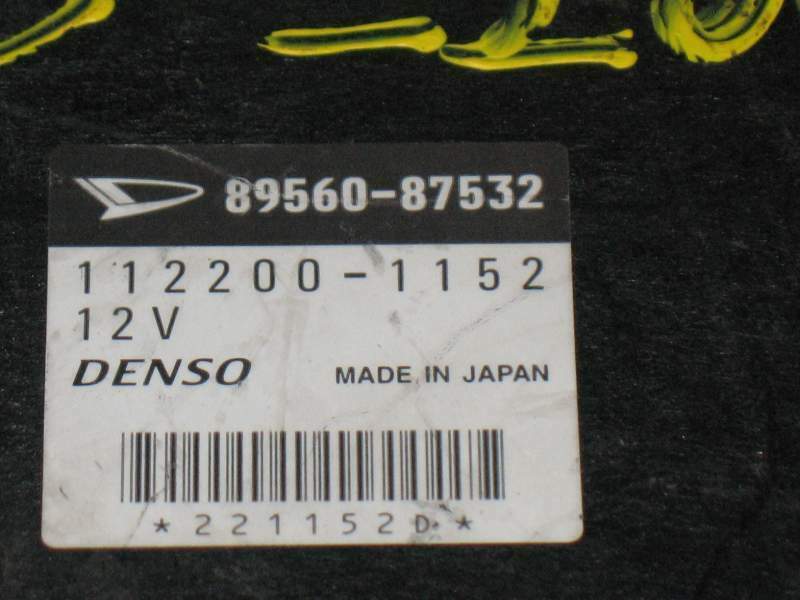 89560-87532
112200-1152
12V
DENSO MADE IN JAPAN
*221152D*